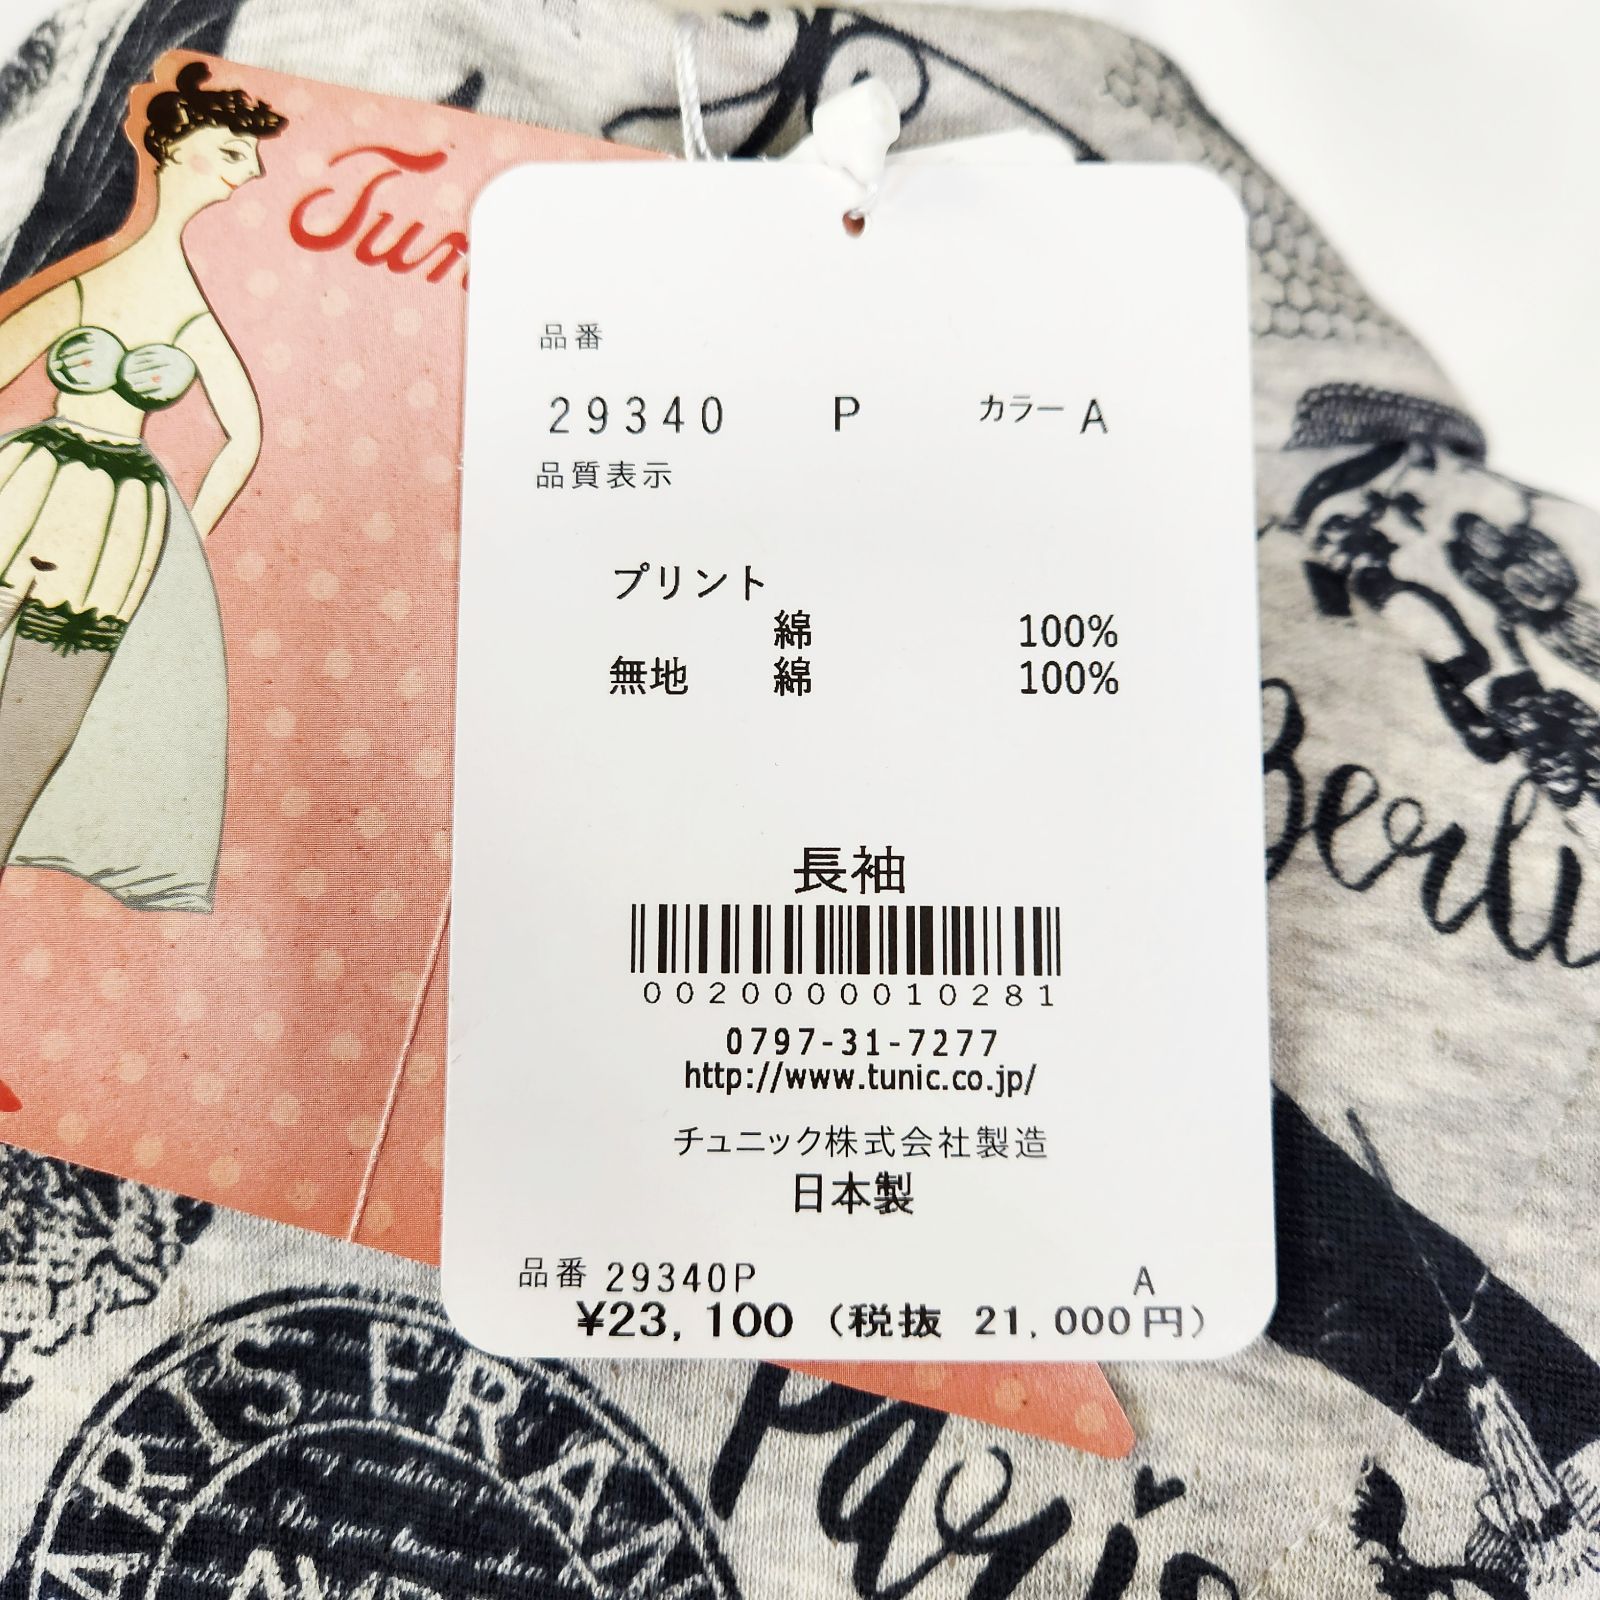 Tun
品番
29340 P カラー A
品質表示
プリント
綿 100%
無地 綿 100%
長袖
0020000010281
0797-31-7277
http://www.tunic.co.jp/
チュニック株式会社製造
日本製
品番 29340P A
¥23,100 (税抜 21,000円)
Berli
Paris
ARIS FRAN